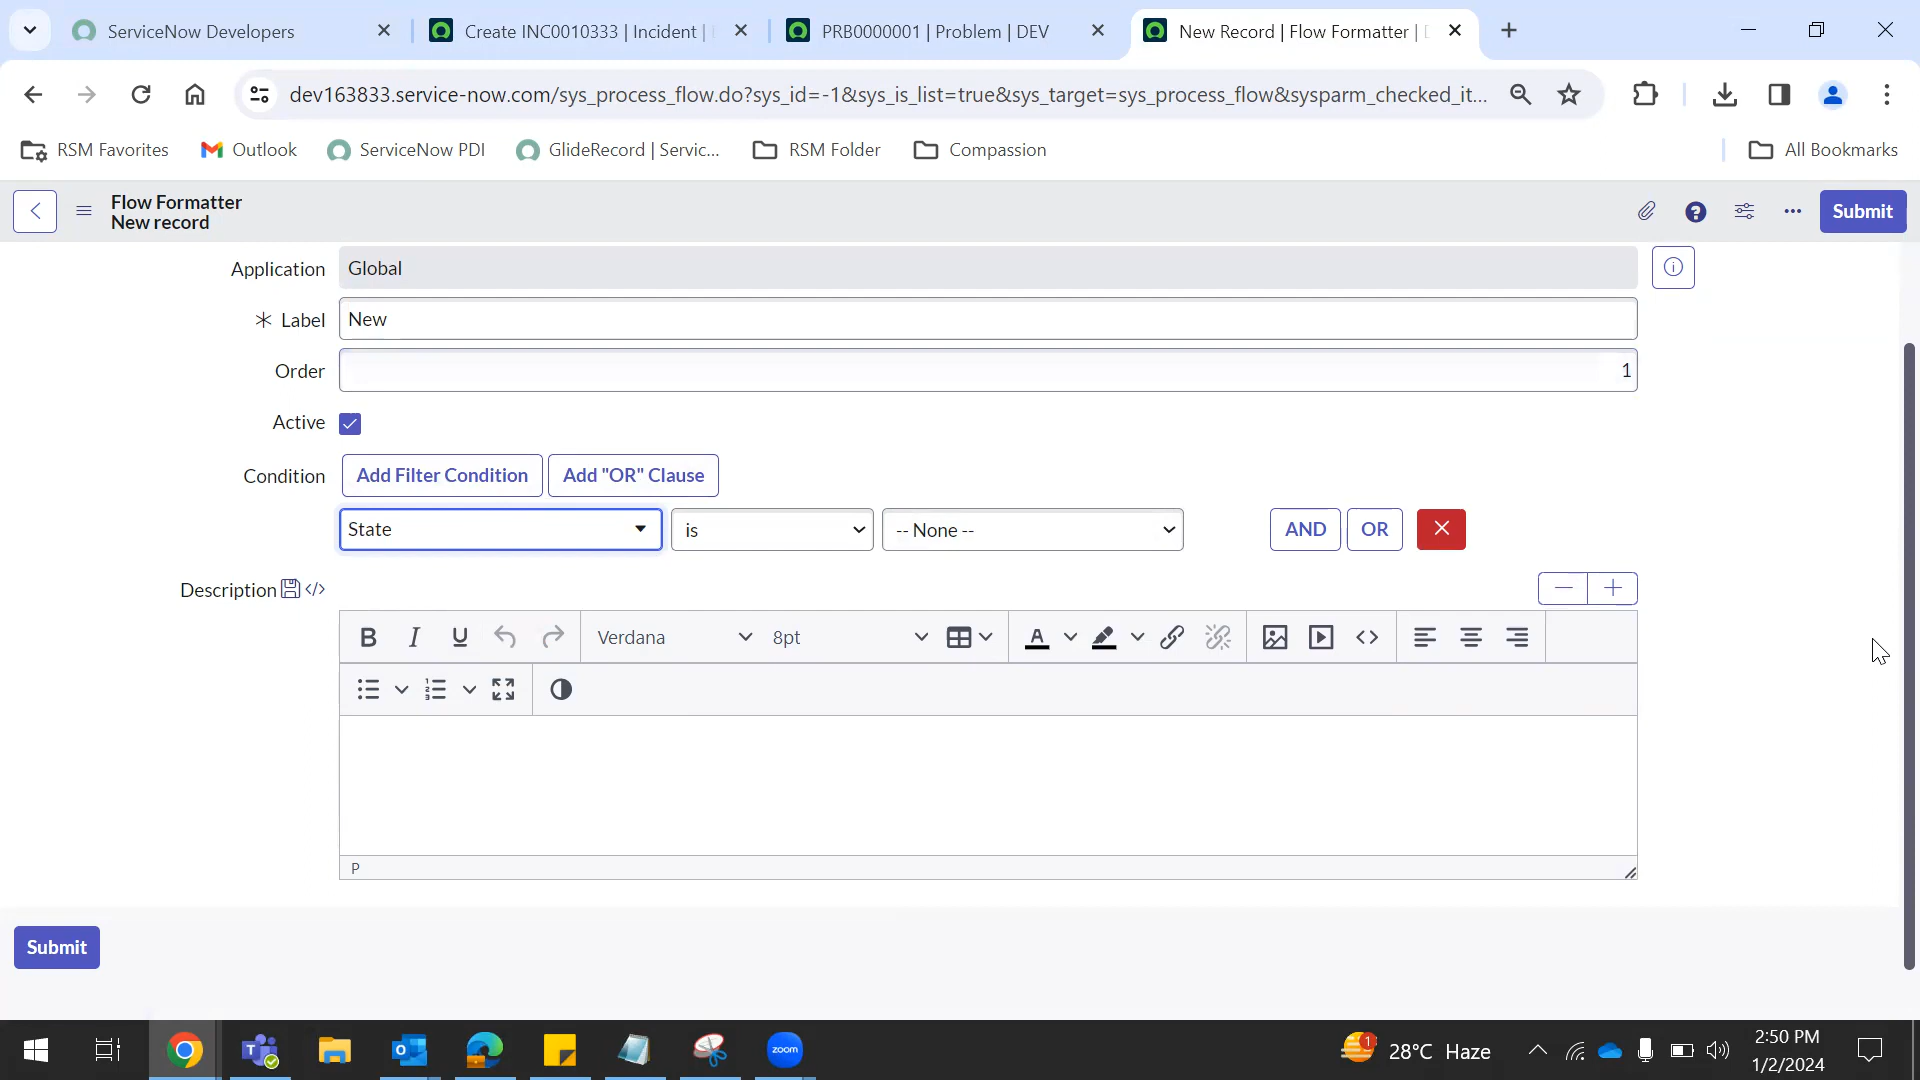 ServiceNow Developers
Create INC0010333 | Incident |
PRB0000001 | Problem | DEV
New Record | Flow Formatter |
dev163833.service-now.com/sys_process_flow.do?sys_id=-1&sys_is_list=true&sys_target=sys_process_flow&sysparm_checked_it...
RSM Favorites
Outlook
ServiceNow PDI
GlideRecord | Servic...
RSM Folder
Compassion
All Bookmarks
Flow Formatter
New record
Submit
Application
Global
Label
New
Order
1
Active
Condition
Add Filter Condition
Add "OR" Clause
State
is
-- None --
AND
OR
Description
Verdana
8pt
P
Submit
zoom
1
28°C Haze
2:50 PM
1/2/2024